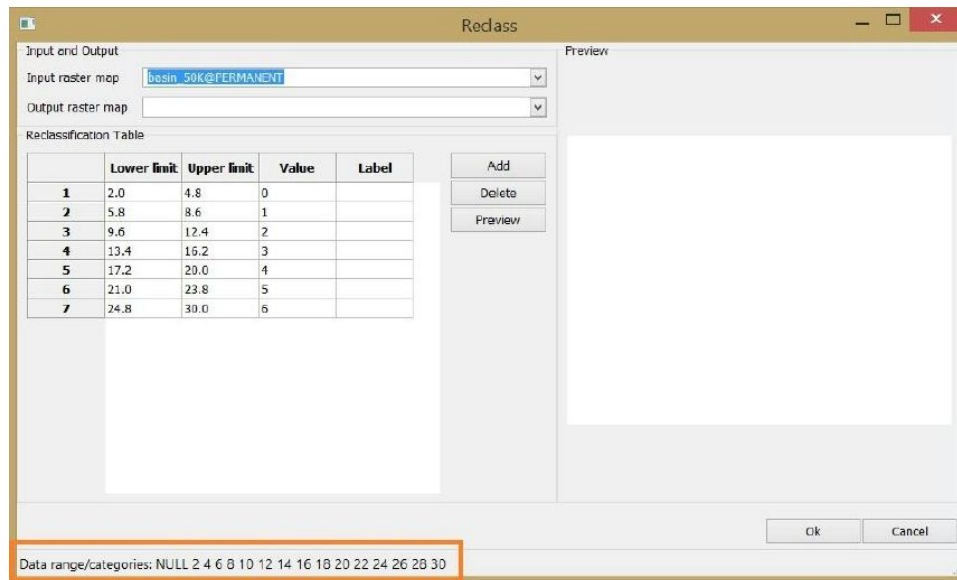 Reclass
Input and Output
Preview
Input raster map
basin_50K@PERMANENT
Output raster map
Reclassification Table
Lower limit Upper limit Value Label
Add
Delete
Preview
1 2.0 4.8 0
2 5.8 8.6 1
3 9.6 12.4 2
4 13.4 16.2 3
5 17.2 20.0 4
6 21.0 23.8 5
7 24.8 30.0 6
Ok Cancel
Data range/categories: NULL 2 4 6 8 10 12 14 16 18 20 22 24 26 28 30